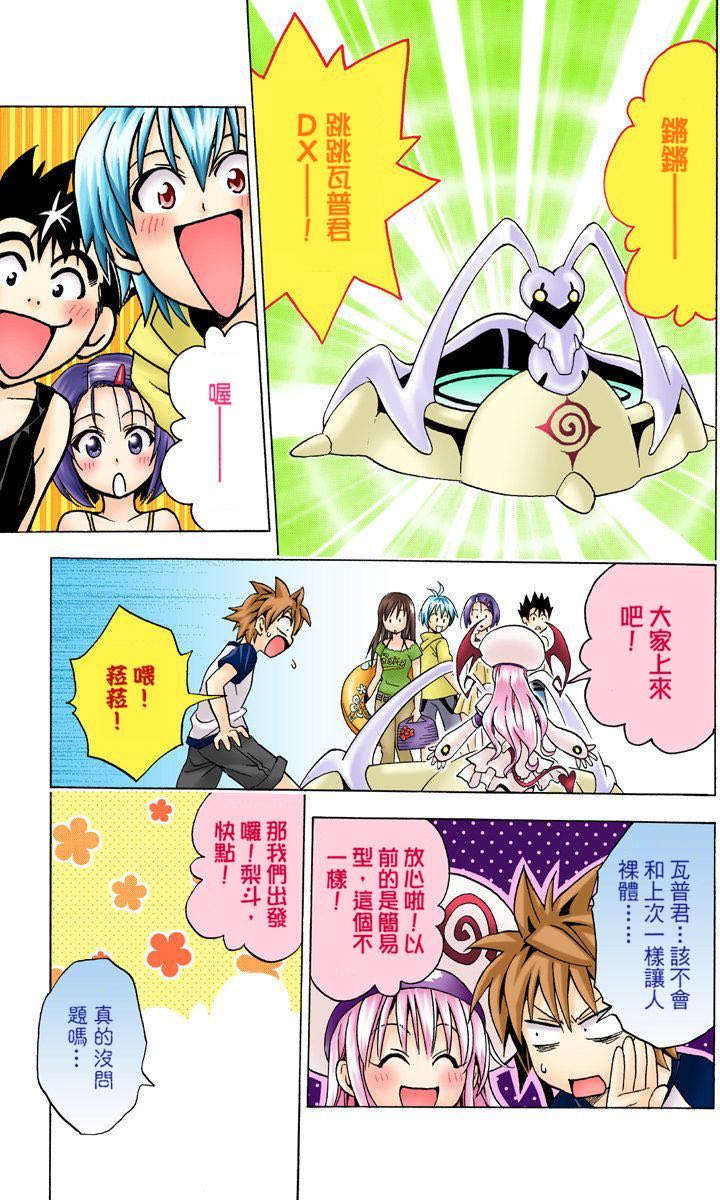 鏘鏘——
跳跳瓦普君
DX——！
喔——
大家上來
吧！
喂！
菈菈！
瓦普君…該不會
和上次一樣讓人
裸體……
放心啦！以
前的是簡易
型，這個不
一樣！
那我們出發
囉！梨斗，
快點！
真的沒問
題嗎…